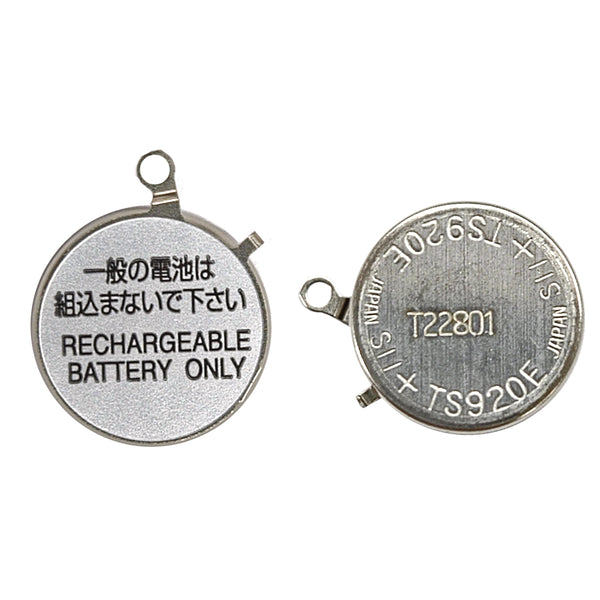 一般の電池は
組込まないで下さい
RECHARGEABLE
BATTERY ONLY
TS920E
SII
JAPAN
T22801
JAPAN
SII
TS920E